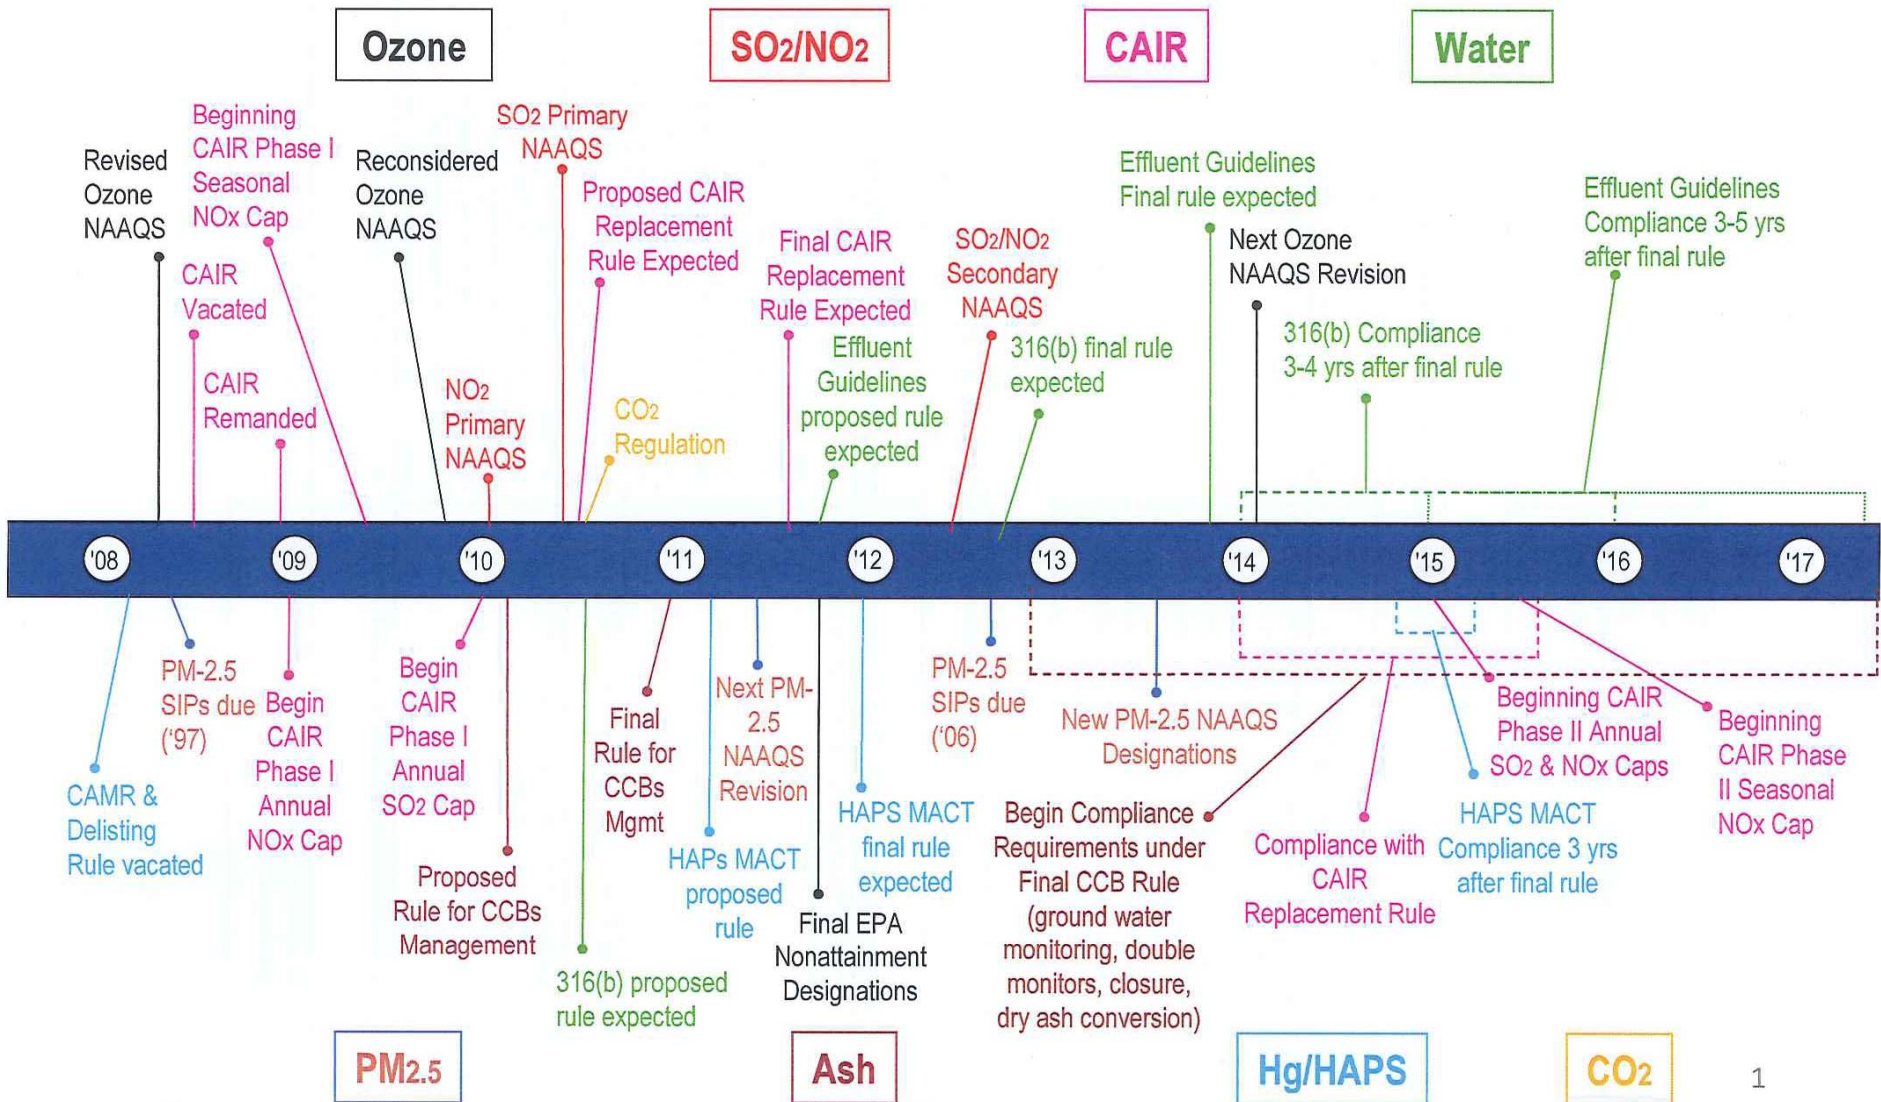 Ozone
SO2/NO2
CAIR
Water
Revised
Ozone
NAAQS
Beginning
CAIR Phase I
Seasonal
NOx Cap
CAIR
Vacated
CAIR
Remanded
Reconsidered
Ozone
NAAQS
NO2
Primary
NAAQS
SO2 Primary
NAAQS
Proposed CAIR
Replacement
Rule Expected
CO2
Regulation
Final CAIR
Replacement
Rule Expected
Effluent
Guidelines
proposed rule
expected
SO2/NO2
Secondary
NAAQS
316(b) final rule
expected
Effluent Guidelines
Final rule expected
Next Ozone
NAAQS Revision
316(b) Compliance
3-4 yrs after final rule
Effluent Guidelines
Compliance 3-5 yrs
after final rule
'08
'09
'10
'11
'12
'13
'14
'15
'16
'17
CAMR &
Delisting
Rule vacated
PM-2.5
SIPs due
('97)
Begin
CAIR
Phase I
Annual
NOx Cap
Begin
CAIR
Phase I
Annual
SO2 Cap
Proposed
Rule for CCBs
Management
316(b) proposed
rule expected
Final
Rule for
CCBs
Mgmt
HAPs MACT
proposed
rule
Next PM-
2.5
NAAQS
Revision
Final EPA
Nonattainment
Designations
HAPS MACT
final rule
expected
PM-2.5
SIPs due
('06)
New PM-2.5 NAAQS
Designations
Begin Compliance
Requirements under
Final CCB Rule
(ground water
monitoring, double
monitors, closure,
dry ash conversion)
Compliance with
CAIR
Replacement Rule
Beginning CAIR
Phase II Annual
SO2 & NOx Caps
HAPS MACT
Compliance 3 yrs
after final rule
Beginning
CAIR Phase
II Seasonal
NOx Cap
PM2.5
Ash
Hg/HAPS
CO2
1